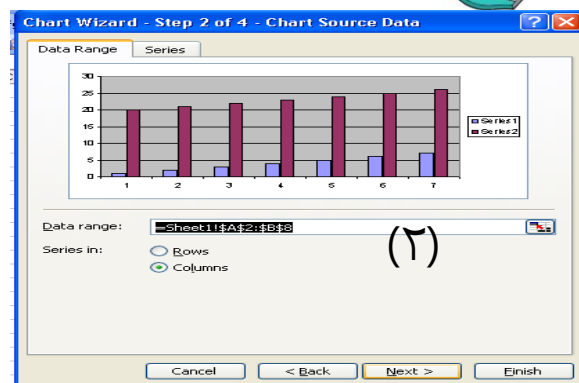 Chart Wizard - Step 2 of 4 - Chart Source Data
Data Range Series
30
25
20
15
10
5
0
1 2 3 4 5 6 7
Series1
Series2
Data range: =Sheet1!$A$2:$B$8
(٢)
Series in: Rows
Columns
Cancel < Back Next > Finish